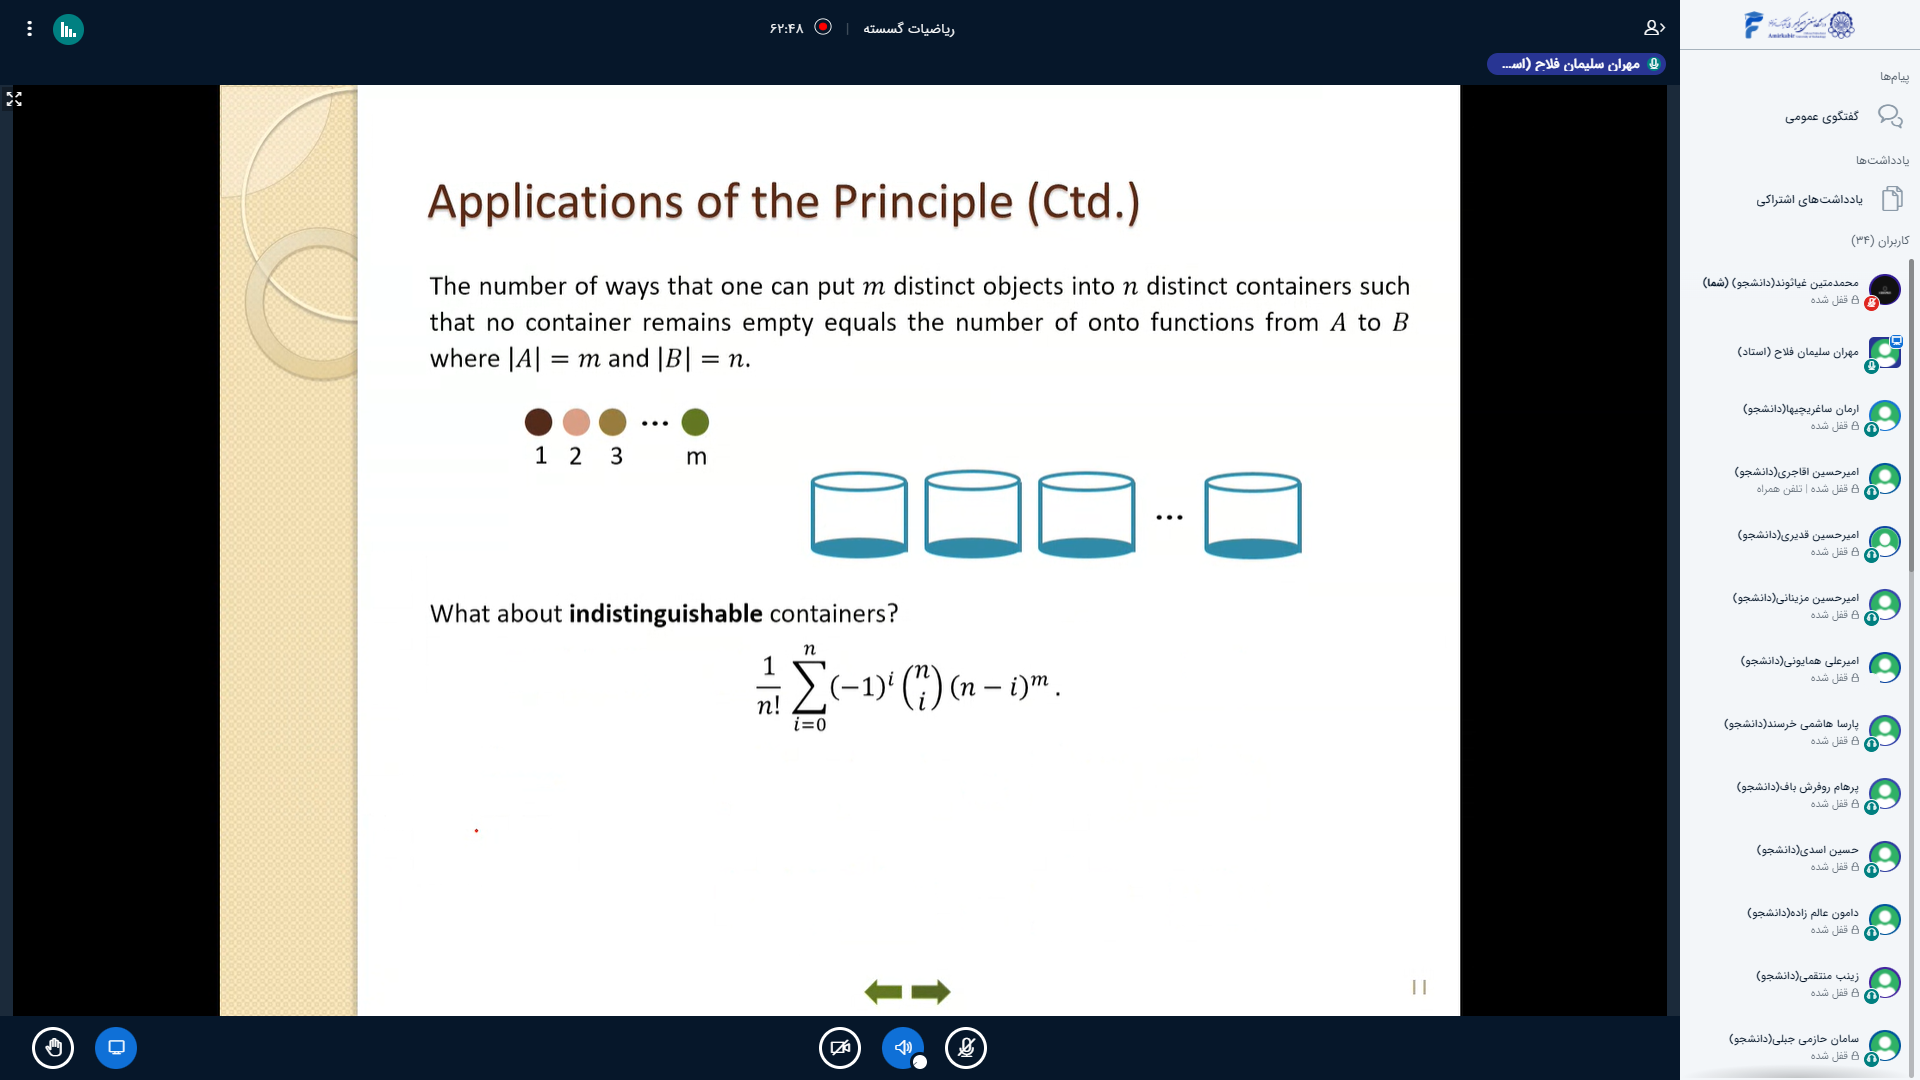 ریاضیات گسسته | ۶۲:۴۸
مهران سلیمان فلاح (اس...
Applications of the Principle (Ctd.)
The number of ways that one can put m distinct objects into n distinct containers such
that no container remains empty equals the number of onto functions from A to B
where |A| = m and |B| = n.
...
1 2 3 m
...
What about indistinguishable containers?
\frac{1}{n!} \sum_{i=0}^{n} (-1)^i \binom{n}{i} (n - i)^m .
11
Amirkabir
پیام‌ها
گفتگوی عمومی
یادداشت‌ها
یادداشت‌های اشتراکی
کاربران (۳۴)
محمدمتین غیاثوند(دانشجو) (شما)
قفل شده
مهران سلیمان فلاح (استاد)
ارمان ساغریچیها(دانشجو)
قفل شده
امیرحسین اقاجری(دانشجو)
قفل شده | تلفن همراه
امیرحسین قدیری(دانشجو)
قفل شده
امیرحسین مزینانی(دانشجو)
قفل شده
امیرعلی همایونی(دانشجو)
قفل شده
پارسا هاشمی خرسند(دانشجو)
قفل شده
پرهام روفرش باف(دانشجو)
قفل شده
حسین اسدی(دانشجو)
قفل شده
دامون عالم زاده(دانشجو)
قفل شده
زینب منتقمی(دانشجو)
قفل شده
سامان حازمی جبلی(دانشجو)
قفل شده